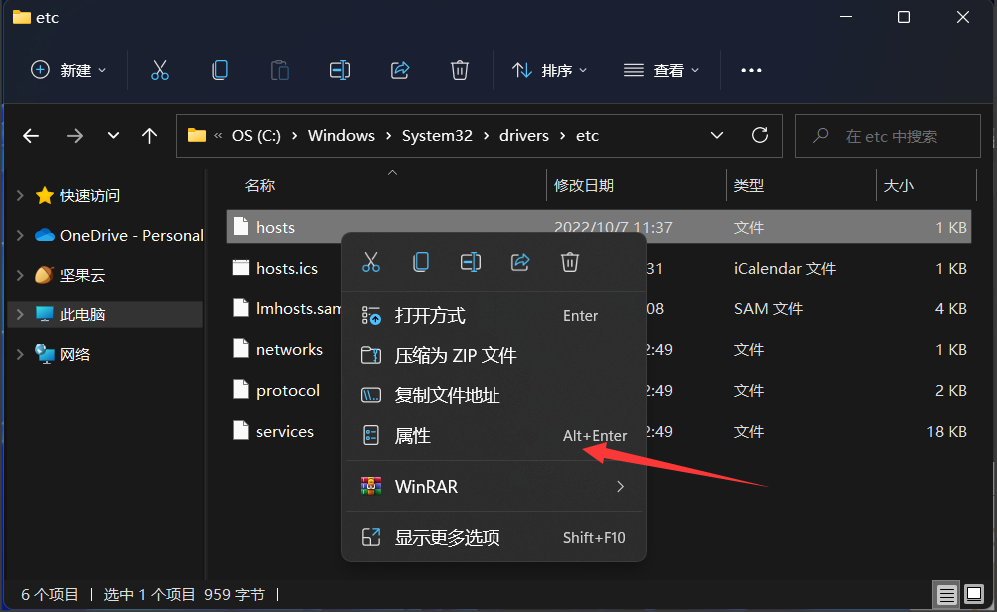 etc
新建
排序
查看
« OS (C:) › Windows › System32 › drivers › etc
在 etc 中搜索
名称 修改日期 类型 大小
快速访问
OneDrive - Personal
坚果云
此电脑
网络
hosts 2022/10/7 11:37 文件 1 KB
hosts.ics 31 iCalendar 文件 1 KB
lmhosts.sam 08 SAM 文件 4 KB
networks 2:49 文件 1 KB
protocol 2:49 文件 2 KB
services 2:49 文件 18 KB
打开方式 Enter
压缩为 ZIP 文件
复制文件地址
属性 Alt+Enter
WinRAR
显示更多选项 Shift+F10
6 个项目 | 选中 1 个项目 959 字节 |